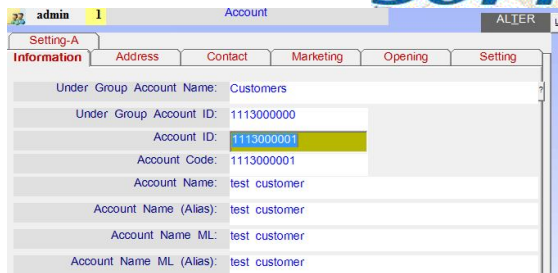 admin 1 Account ALTER
Setting-A
Information Address Contact Marketing Opening Setting
Under Group Account Name: Customers ?
Under Group Account ID: 1113000000
Account ID: 1113000001
Account Code: 1113000001
Account Name: test customer
Account Name (Alias): test customer
Account Name ML: test customer
Account Name ML (Alias): test customer